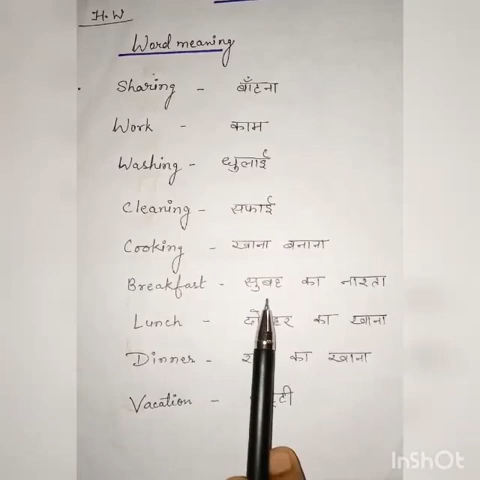 H.W
Word meaning
Sharing - बाँटना
Work - काम
Washing - धुलाई
Cleaning - सफाई
Cooking - खाना बनाना
Breakfast - सुबह का नास्ता
Lunch - का खाना
Dinner - का खाना
Vacation -
InShOt